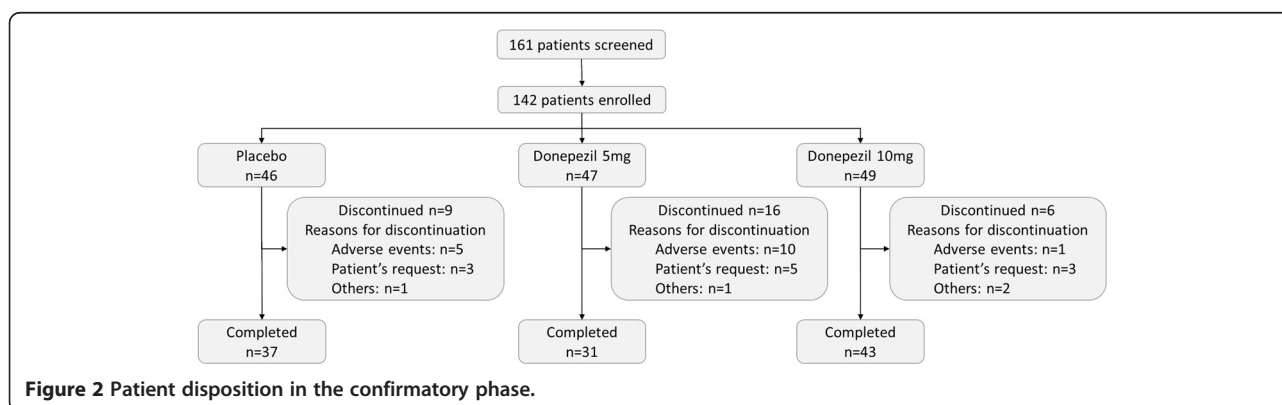 161 patients screened
142 patients enrolled
Placebo
n=46
Donepezil 5mg
n=47
Donepezil 10mg
n=49
Discontinued n=9
Reasons for discontinuation
Adverse events: n=5
Patient's request: n=3
Others: n=1
Discontinued n=16
Reasons for discontinuation
Adverse events: n=10
Patient's request: n=5
Others: n=1
Discontinued n=6
Reasons for discontinuation
Adverse events: n=1
Patient's request: n=3
Others: n=2
Completed
n=37
Completed
n=31
Completed
n=43
Figure 2 Patient disposition in the confirmatory phase.